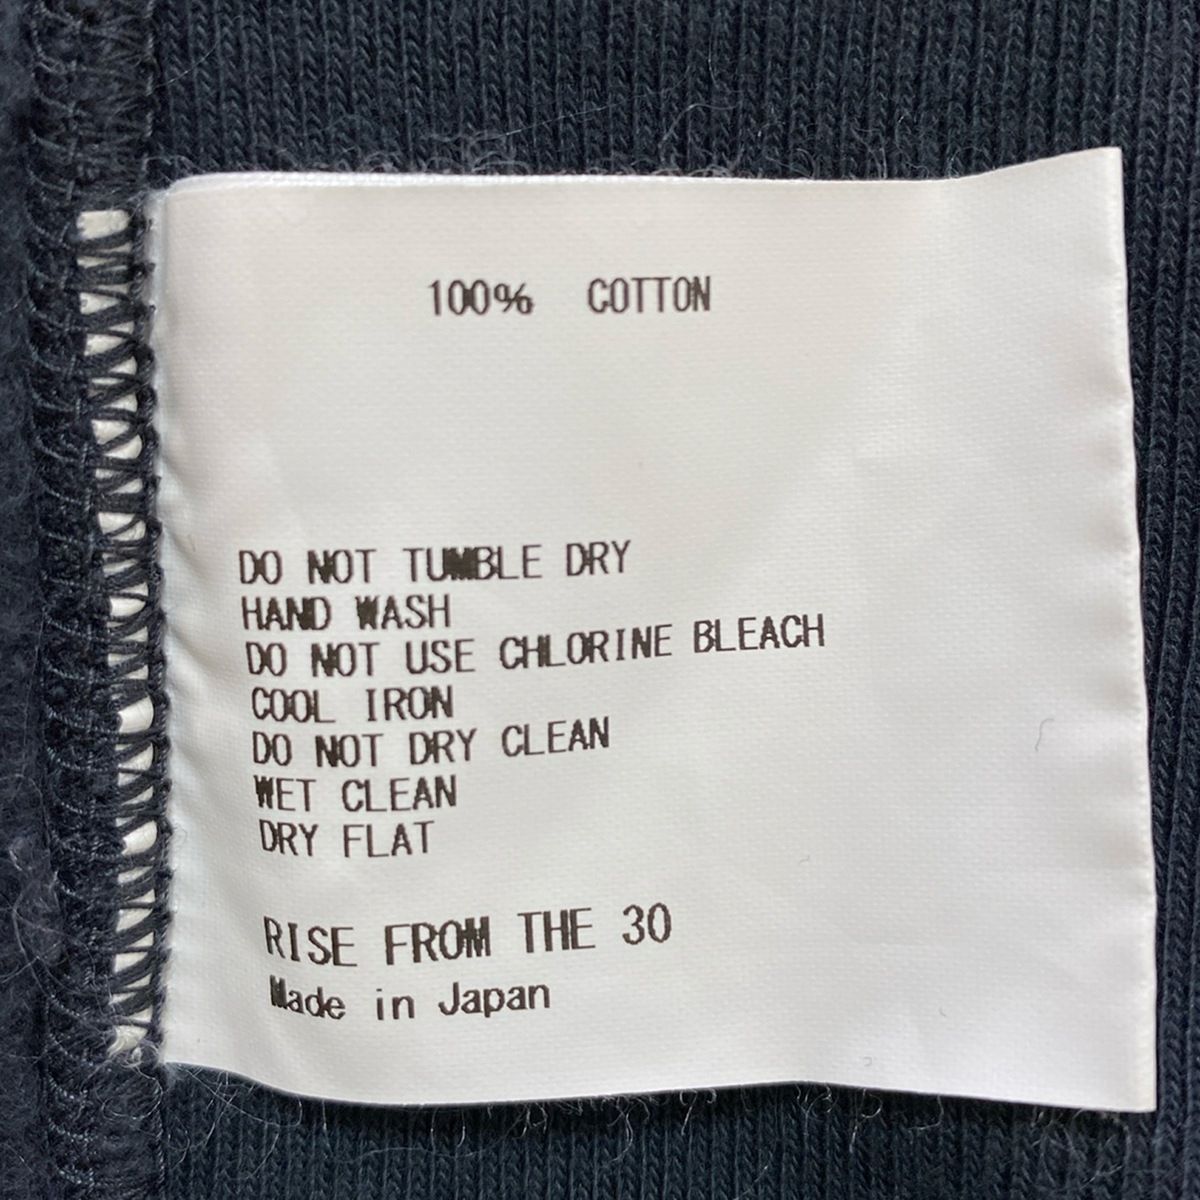 100% COTTON
DO NOT TUMBLE DRY
HAND WASH
DO NOT USE CHLORINE BLEACH
COOL IRON
DO NOT DRY CLEAN
WET CLEAN
DRY FLAT
RISE FROM THE 30
Made in Japan